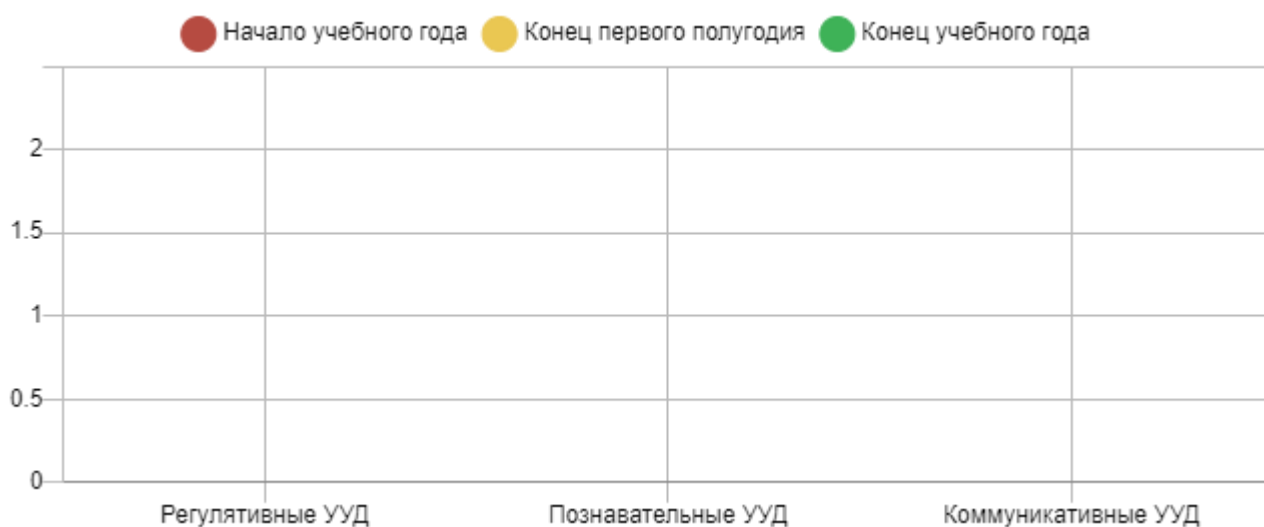 Начало учебного года Конец первого полугодия Конец учебного года
2
1.5
1
0.5
0
Регулятивные УУД Познавательные УУД Коммуникативные УУД